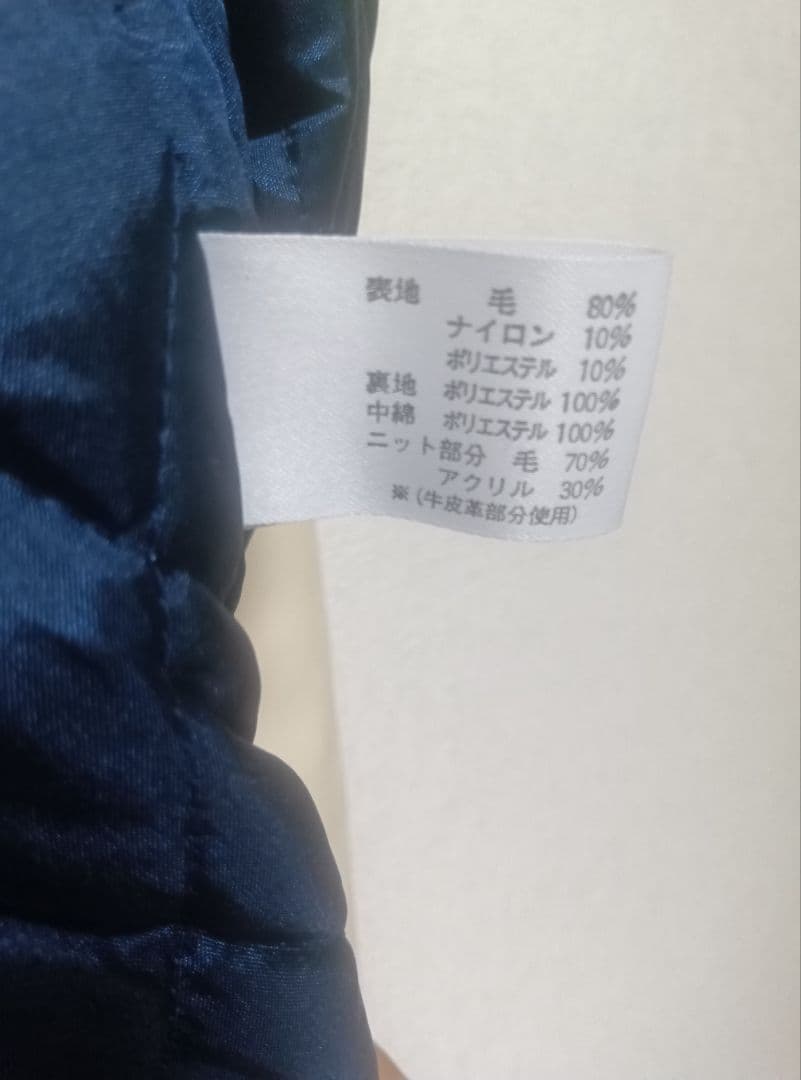 表地 毛 80%
ナイロン 10%
ポリエステル 10%
裏地 ポリエステル 100%
中綿 ポリエステル 100%
ニット部分 毛 70%
アクリル 30%
※(牛皮革部分使用)